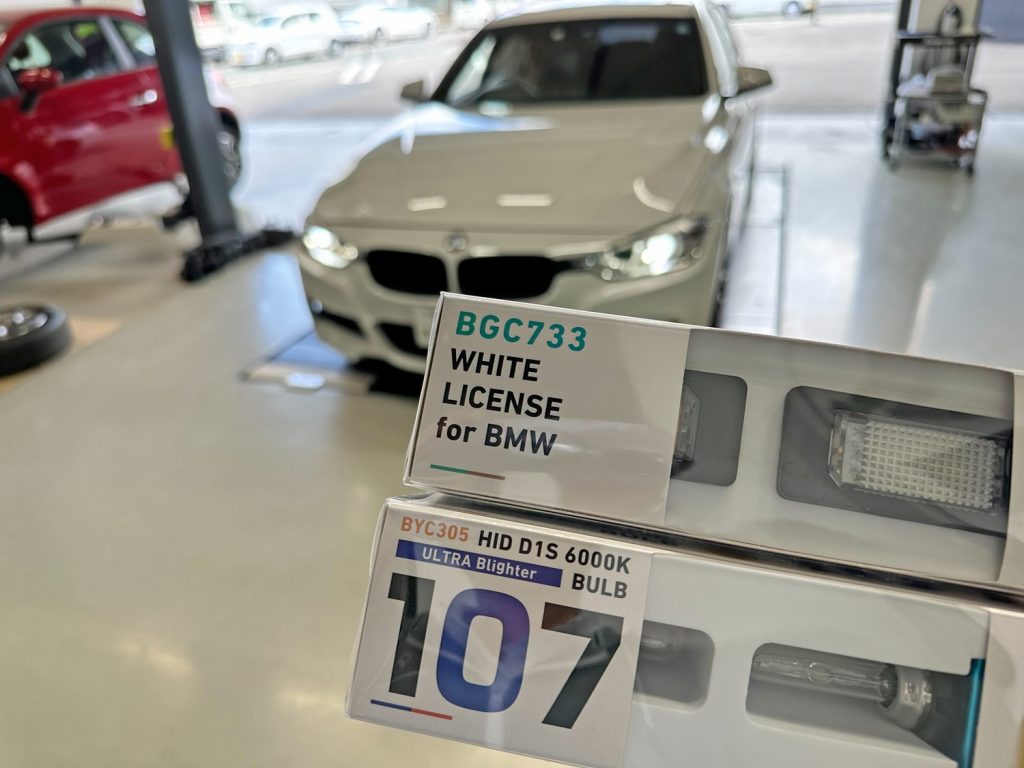 BGC733
WHITE
LICENSE
for BMW
BYC305 HID D1S 6000K
ULTRA Blighter BULB
107